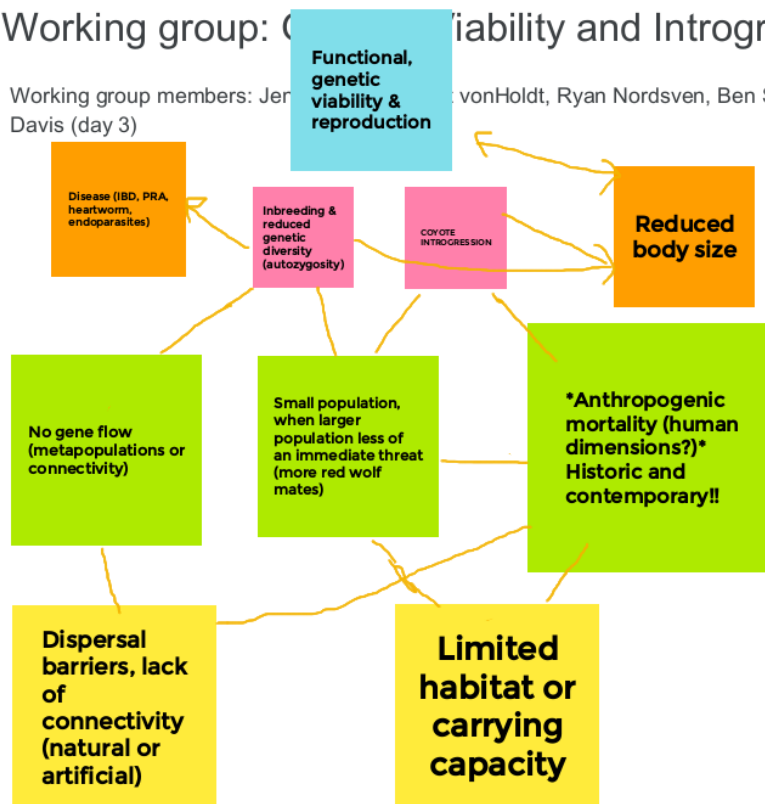 Working group: 
Functional,
genetic
viability &
reproduction
iability and Introgr
Working group members: Jen
vonHoldt, Ryan Nordsven, Ben
Davis (day 3)
Disease (IBD, PRA,
heartworm,
endoparasites)
Inbreeding &
reduced
genetic
diversity
(autozygosity)
COYOTE
INTROGRESSION
Reduced
body size
No gene flow
(metapopulations or
connectivity)
Small population,
when larger
population less of
an immediate threat
(more red wolf
mates)
*Anthropogenic
mortality (human
dimensions?)*
Historic and
contemporary!!
Dispersal
barriers, lack
of
connectivity
(natural or
artificial)
Limited
habitat or
carrying
capacity